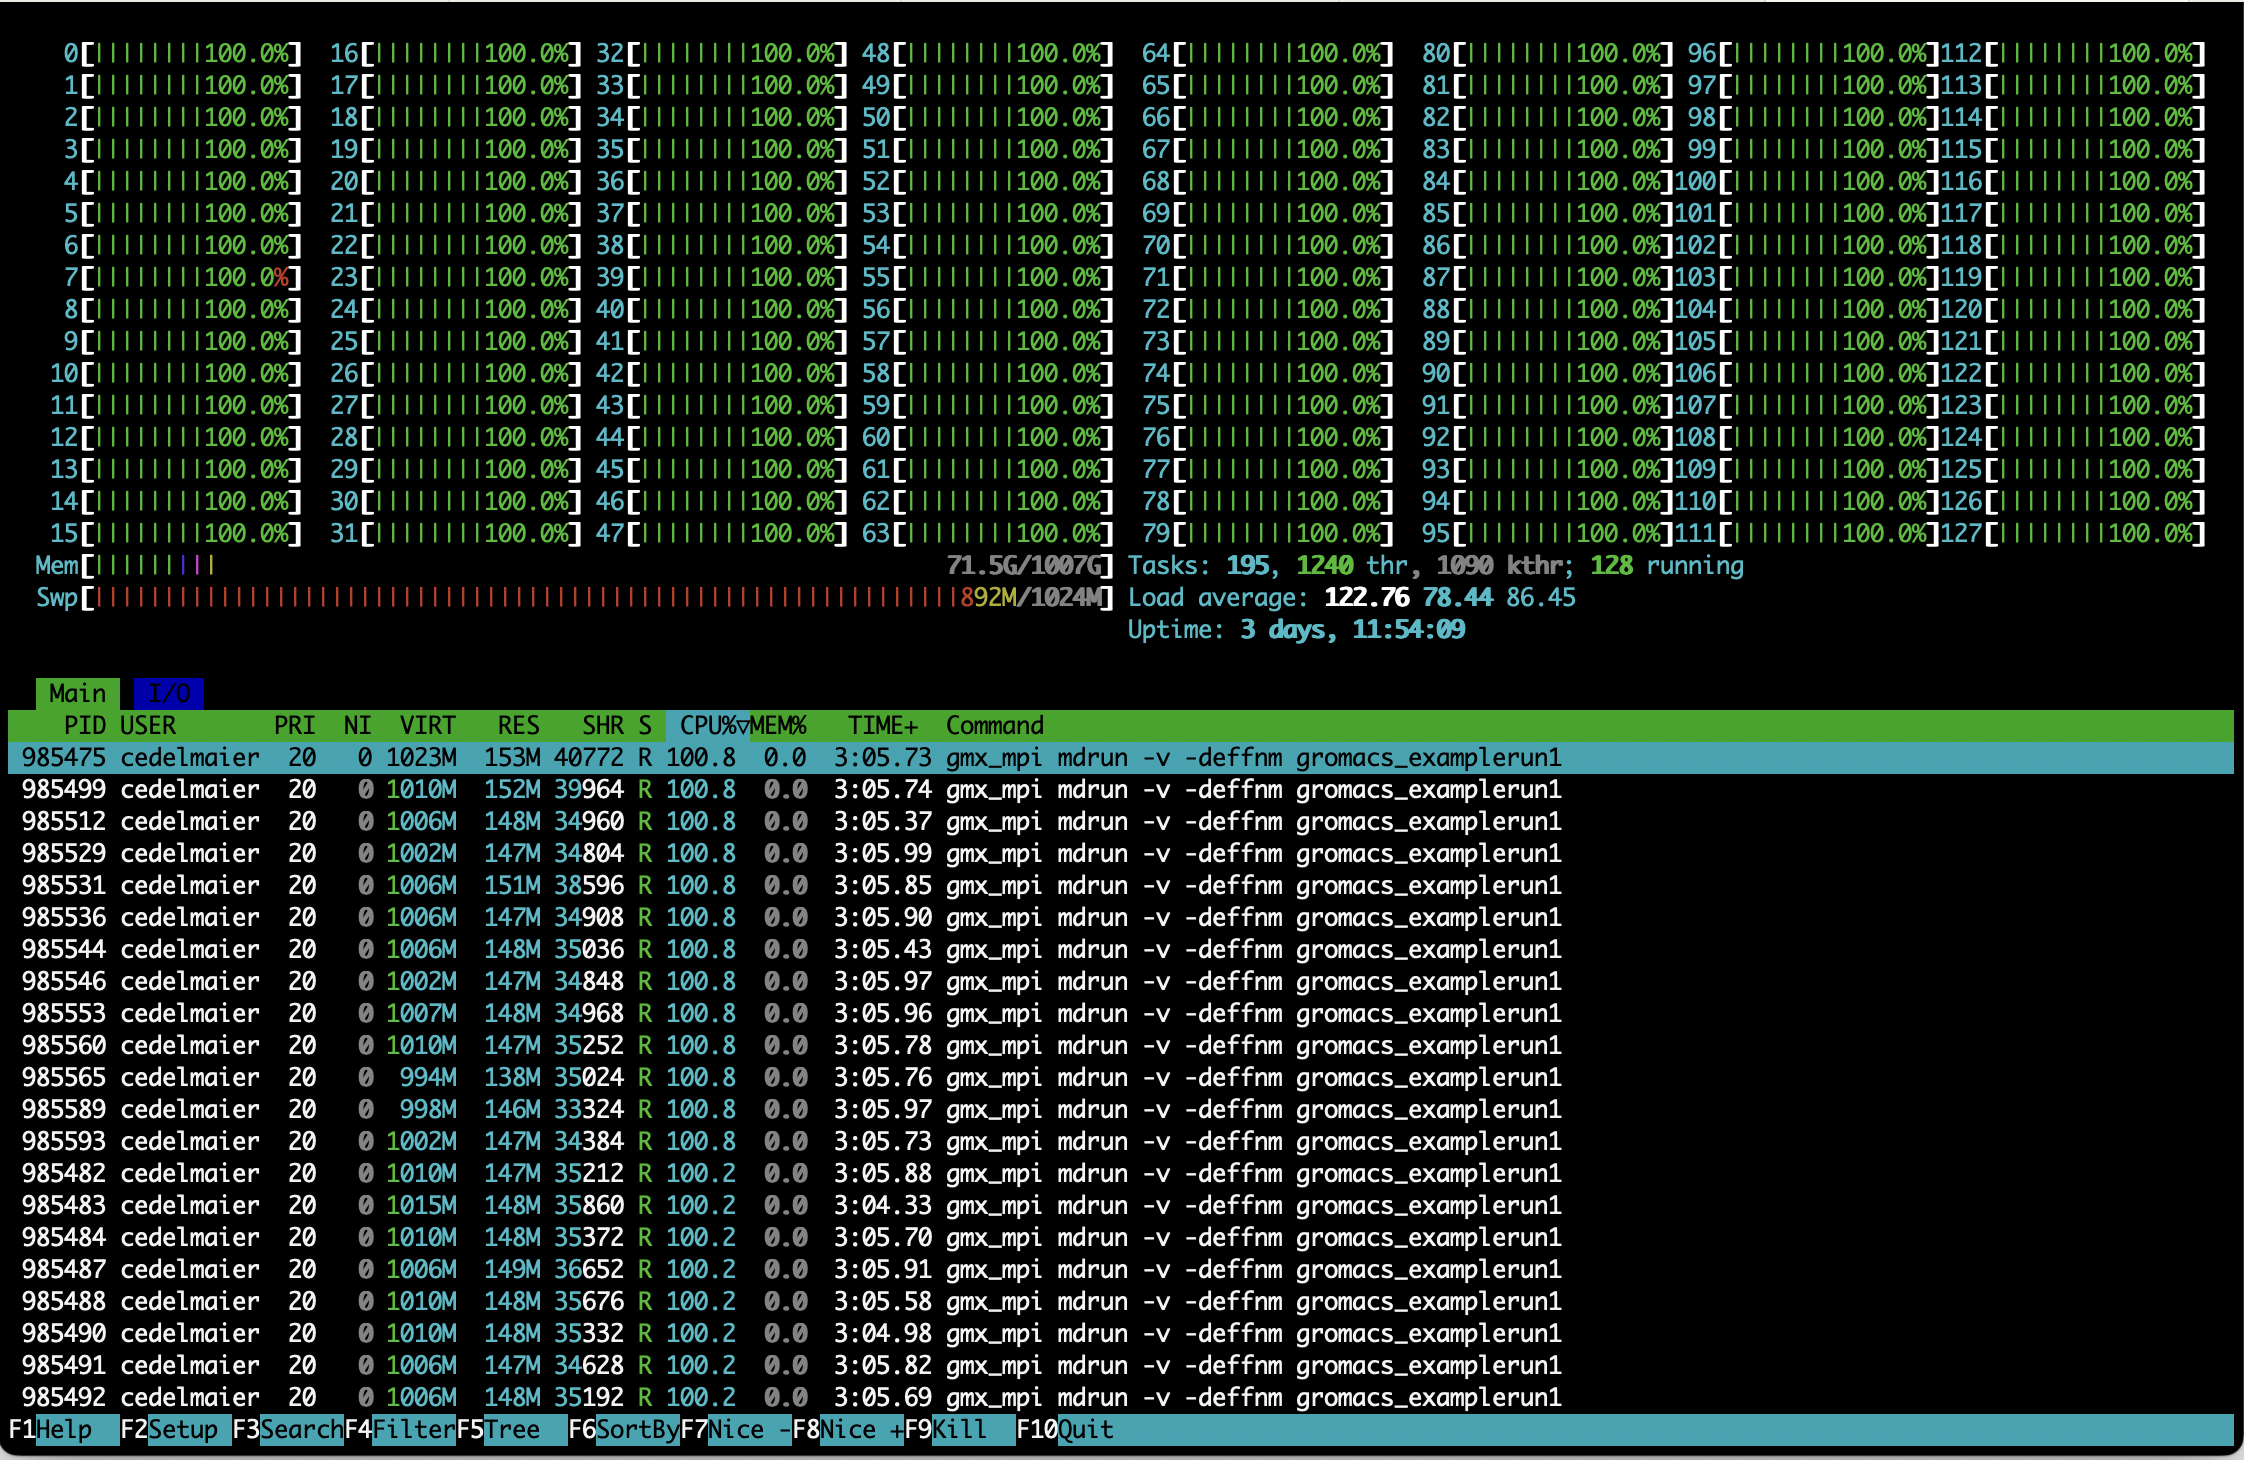 0[||||||||100.0%] 16[||||||||100.0%] 32[||||||||100.0%] 48[||||||||100.0%] 64[||||||||100.0%] 80[||||||||100.0%] 96[||||||||100.0%]112[||||||||100.0%]
1[||||||||100.0%] 17[||||||||100.0%] 33[||||||||100.0%] 49[||||||||100.0%] 65[||||||||100.0%] 81[||||||||100.0%] 97[||||||||100.0%]113[||||||||100.0%]
2[||||||||100.0%] 18[||||||||100.0%] 34[||||||||100.0%] 50[||||||||100.0%] 66[||||||||100.0%] 82[||||||||100.0%] 98[||||||||100.0%]114[||||||||100.0%]
3[||||||||100.0%] 19[||||||||100.0%] 35[||||||||100.0%] 51[||||||||100.0%] 67[||||||||100.0%] 83[||||||||100.0%] 99[||||||||100.0%]115[||||||||100.0%]
4[||||||||100.0%] 20[||||||||100.0%] 36[||||||||100.0%] 52[||||||||100.0%] 68[||||||||100.0%] 84[||||||||100.0%]100[||||||||100.0%]116[||||||||100.0%]
5[||||||||100.0%] 21[||||||||100.0%] 37[||||||||100.0%] 53[||||||||100.0%] 69[||||||||100.0%] 85[||||||||100.0%]101[||||||||100.0%]117[||||||||100.0%]
6[||||||||100.0%] 22[||||||||100.0%] 38[||||||||100.0%] 54[||||||||100.0%] 70[||||||||100.0%] 86[||||||||100.0%]102[||||||||100.0%]118[||||||||100.0%]
7[||||||||100.0%] 23[||||||||100.0%] 39[||||||||100.0%] 55[||||||||100.0%] 71[||||||||100.0%] 87[||||||||100.0%]103[||||||||100.0%]119[||||||||100.0%]
8[||||||||100.0%] 24[||||||||100.0%] 40[||||||||100.0%] 56[||||||||100.0%] 72[||||||||100.0%] 88[||||||||100.0%]104[||||||||100.0%]120[||||||||100.0%]
9[||||||||100.0%] 25[||||||||100.0%] 41[||||||||100.0%] 57[||||||||100.0%] 73[||||||||100.0%] 89[||||||||100.0%]105[||||||||100.0%]121[||||||||100.0%]
10[||||||||100.0%] 26[||||||||100.0%] 42[||||||||100.0%] 58[||||||||100.0%] 74[||||||||100.0%] 90[||||||||100.0%]106[||||||||100.0%]122[||||||||100.0%]
11[||||||||100.0%] 27[||||||||100.0%] 43[||||||||100.0%] 59[||||||||100.0%] 75[||||||||100.0%] 91[||||||||100.0%]107[||||||||100.0%]123[||||||||100.0%]
12[||||||||100.0%] 28[||||||||100.0%] 44[||||||||100.0%] 60[||||||||100.0%] 76[||||||||100.0%] 92[||||||||100.0%]108[||||||||100.0%]124[||||||||100.0%]
13[||||||||100.0%] 29[||||||||100.0%] 45[||||||||100.0%] 61[||||||||100.0%] 77[||||||||100.0%] 93[||||||||100.0%]109[||||||||100.0%]125[||||||||100.0%]
14[||||||||100.0%] 30[||||||||100.0%] 46[||||||||100.0%] 62[||||||||100.0%] 78[||||||||100.0%] 94[||||||||100.0%]110[||||||||100.0%]126[||||||||100.0%]
15[||||||||100.0%] 31[||||||||100.0%] 47[||||||||100.0%] 63[||||||||100.0%] 79[||||||||100.0%] 95[||||||||100.0%]111[||||||||100.0%]127[||||||||100.0%]
Mem[||||||||| 71.5G/1007G] Tasks: 195, 1240 thr, 1090 kthr; 128 running
Swp[||||||||||||||||||||||||||||||||||||||||||||||||||||||||||||||892M/1024M] Load average: 122.76 78.44 86.45
Uptime: 3 days, 11:54:09
Main I/O
PID USER PRI NI VIRT RES SHR S CPU%▽MEM% TIME+ Command
985475 cedelmaier 20 0 1023M 153M 40772 R 100.8 0.0 3:05.73 gmx_mpi mdrun -v -deffnm gromacs_examplerun1
985499 cedelmaier 20 0 1010M 152M 39964 R 100.8 0.0 3:05.74 gmx_mpi mdrun -v -deffnm gromacs_examplerun1
985512 cedelmaier 20 0 1006M 148M 34960 R 100.8 0.0 3:05.37 gmx_mpi mdrun -v -deffnm gromacs_examplerun1
985529 cedelmaier 20 0 1002M 147M 34804 R 100.8 0.0 3:05.99 gmx_mpi mdrun -v -deffnm gromacs_examplerun1
985531 cedelmaier 20 0 1006M 151M 38596 R 100.8 0.0 3:05.85 gmx_mpi mdrun -v -deffnm gromacs_examplerun1
985536 cedelmaier 20 0 1006M 147M 34908 R 100.8 0.0 3:05.90 gmx_mpi mdrun -v -deffnm gromacs_examplerun1
985544 cedelmaier 20 0 1006M 148M 35036 R 100.8 0.0 3:05.43 gmx_mpi mdrun -v -deffnm gromacs_examplerun1
985546 cedelmaier 20 0 1002M 147M 34848 R 100.8 0.0 3:05.97 gmx_mpi mdrun -v -deffnm gromacs_examplerun1
985553 cedelmaier 20 0 1007M 148M 34968 R 100.8 0.0 3:05.96 gmx_mpi mdrun -v -deffnm gromacs_examplerun1
985560 cedelmaier 20 0 1010M 147M 35252 R 100.8 0.0 3:05.78 gmx_mpi mdrun -v -deffnm gromacs_examplerun1
985565 cedelmaier 20 0 994M 138M 35024 R 100.8 0.0 3:05.76 gmx_mpi mdrun -v -deffnm gromacs_examplerun1
985589 cedelmaier 20 0 998M 146M 33324 R 100.8 0.0 3:05.97 gmx_mpi mdrun -v -deffnm gromacs_examplerun1
985593 cedelmaier 20 0 1002M 147M 34384 R 100.8 0.0 3:05.73 gmx_mpi mdrun -v -deffnm gromacs_examplerun1
985482 cedelmaier 20 0 1010M 147M 35212 R 100.2 0.0 3:05.88 gmx_mpi mdrun -v -deffnm gromacs_examplerun1
985483 cedelmaier 20 0 1015M 148M 35860 R 100.2 0.0 3:04.33 gmx_mpi mdrun -v -deffnm gromacs_examplerun1
985484 cedelmaier 20 0 1010M 148M 35372 R 100.2 0.0 3:05.70 gmx_mpi mdrun -v -deffnm gromacs_examplerun1
985487 cedelmaier 20 0 1006M 149M 36652 R 100.2 0.0 3:05.91 gmx_mpi mdrun -v -deffnm gromacs_examplerun1
985488 cedelmaier 20 0 1010M 148M 35676 R 100.2 0.0 3:05.58 gmx_mpi mdrun -v -deffnm gromacs_examplerun1
985490 cedelmaier 20 0 1010M 148M 35332 R 100.2 0.0 3:04.98 gmx_mpi mdrun -v -deffnm gromacs_examplerun1
985491 cedelmaier 20 0 1006M 147M 34628 R 100.2 0.0 3:05.82 gmx_mpi mdrun -v -deffnm gromacs_examplerun1
985492 cedelmaier 20 0 1006M 148M 35192 R 100.2 0.0 3:05.69 gmx_mpi mdrun -v -deffnm gromacs_examplerun1
F1Help F2Setup F3SearchF4FilterF5Tree F6SortByF7Nice -F8Nice +F9Kill F10Quit